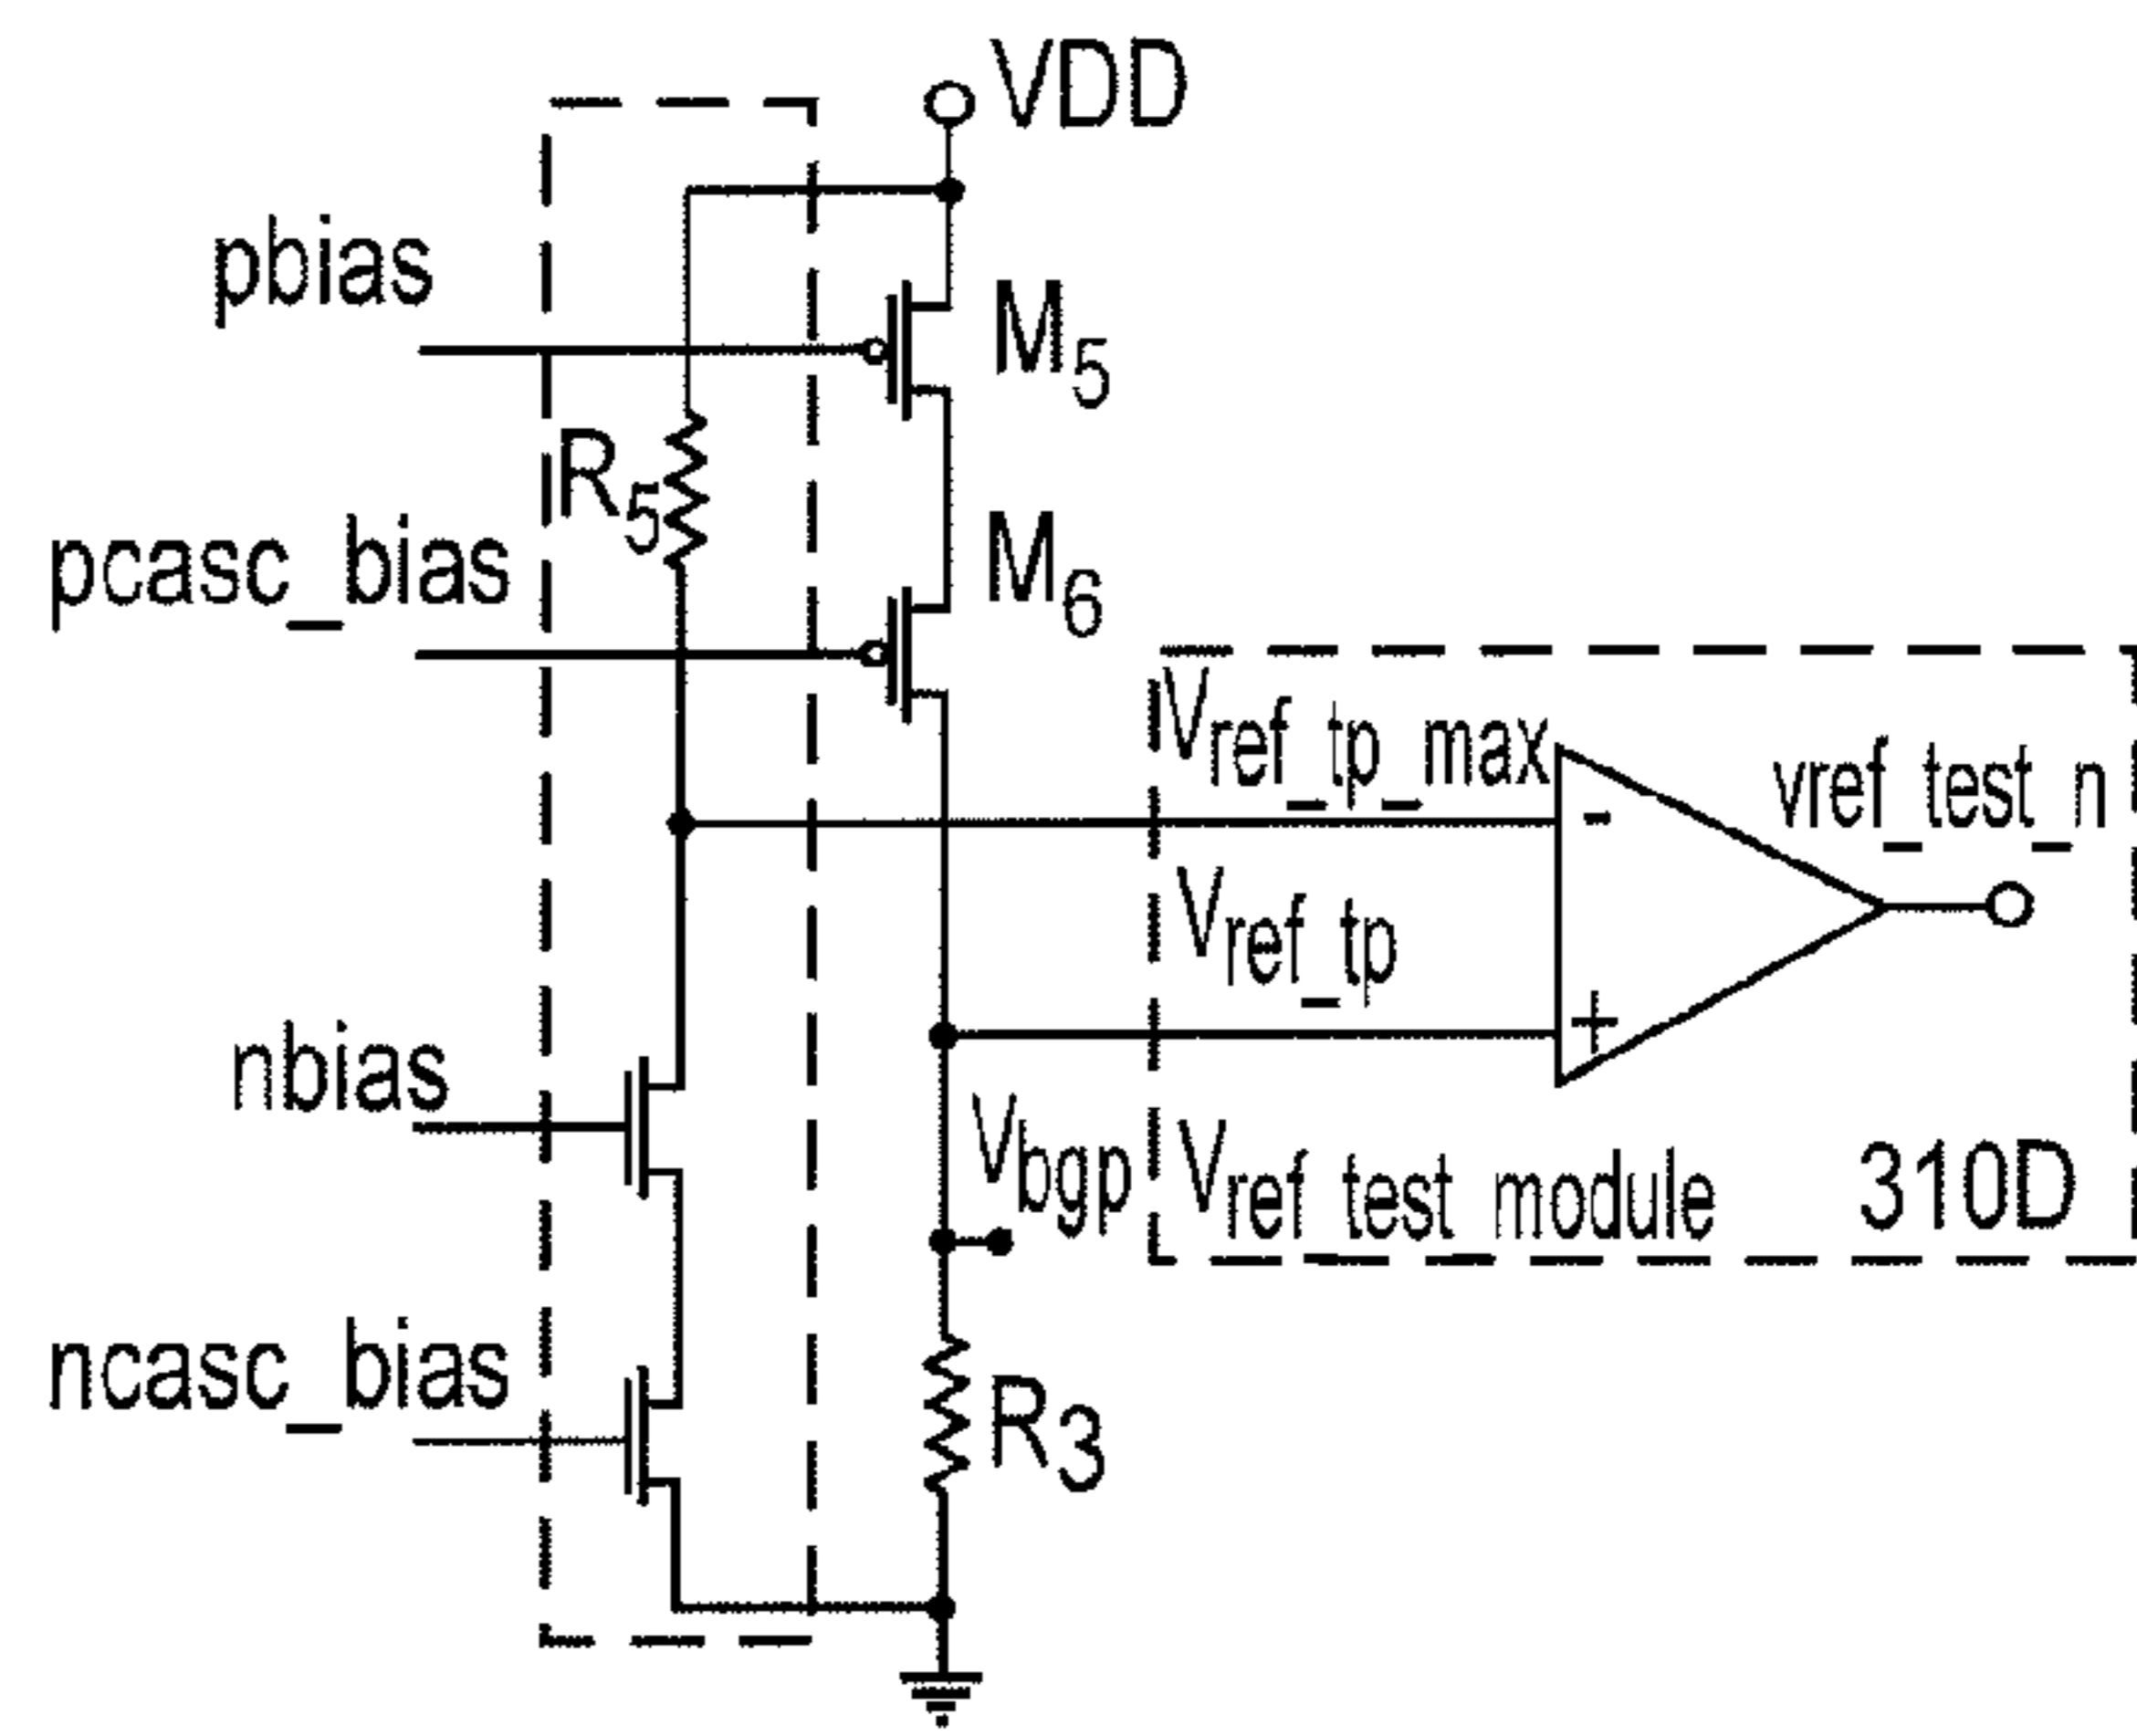 VDD
pbias
M5
R5
pcasc_bias
M6
Vref_tp_max
-
vref_test_n
Vref_tp
+
nbias
Vbgp
Vref_test_module 310D
ncasc_bias
R3